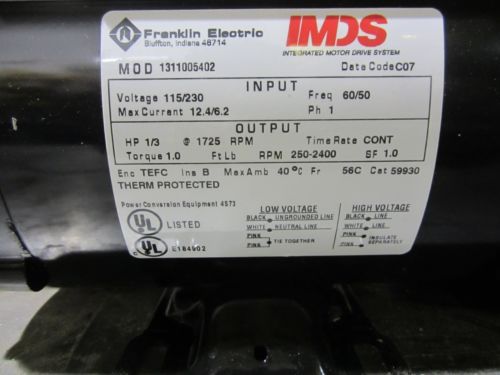 Franklin Electric
Bluffton, Indiana 46714
IMDS
INTEGRATED MOTOR DRIVE SYSTEM
MOD 1311005402 Date Code C07
INPUT
Voltage 115/230 Freq 60/50
Max Current 12.4/6.2 Ph 1
OUTPUT
HP 1/3 @ 1725 RPM Time Rate CONT
Torque 1.0 Ft Lb RPM 250-2400 SF 1.0
Enc TEFC Ins B Max Amb 40 °C Fr 56C Cat 59930
THERM PROTECTED
Power Conversion Equipment 4S73
UL LISTED
c UL E184902
LOW VOLTAGE
BLACK UNGROUNDED LINE
WHITE NEUTRAL LINE
PINK
PINK TIE TOGETHER
HIGH VOLTAGE
BLACK LINE
WHITE LINE
PINK
PINK INSULATE SEPARATELY